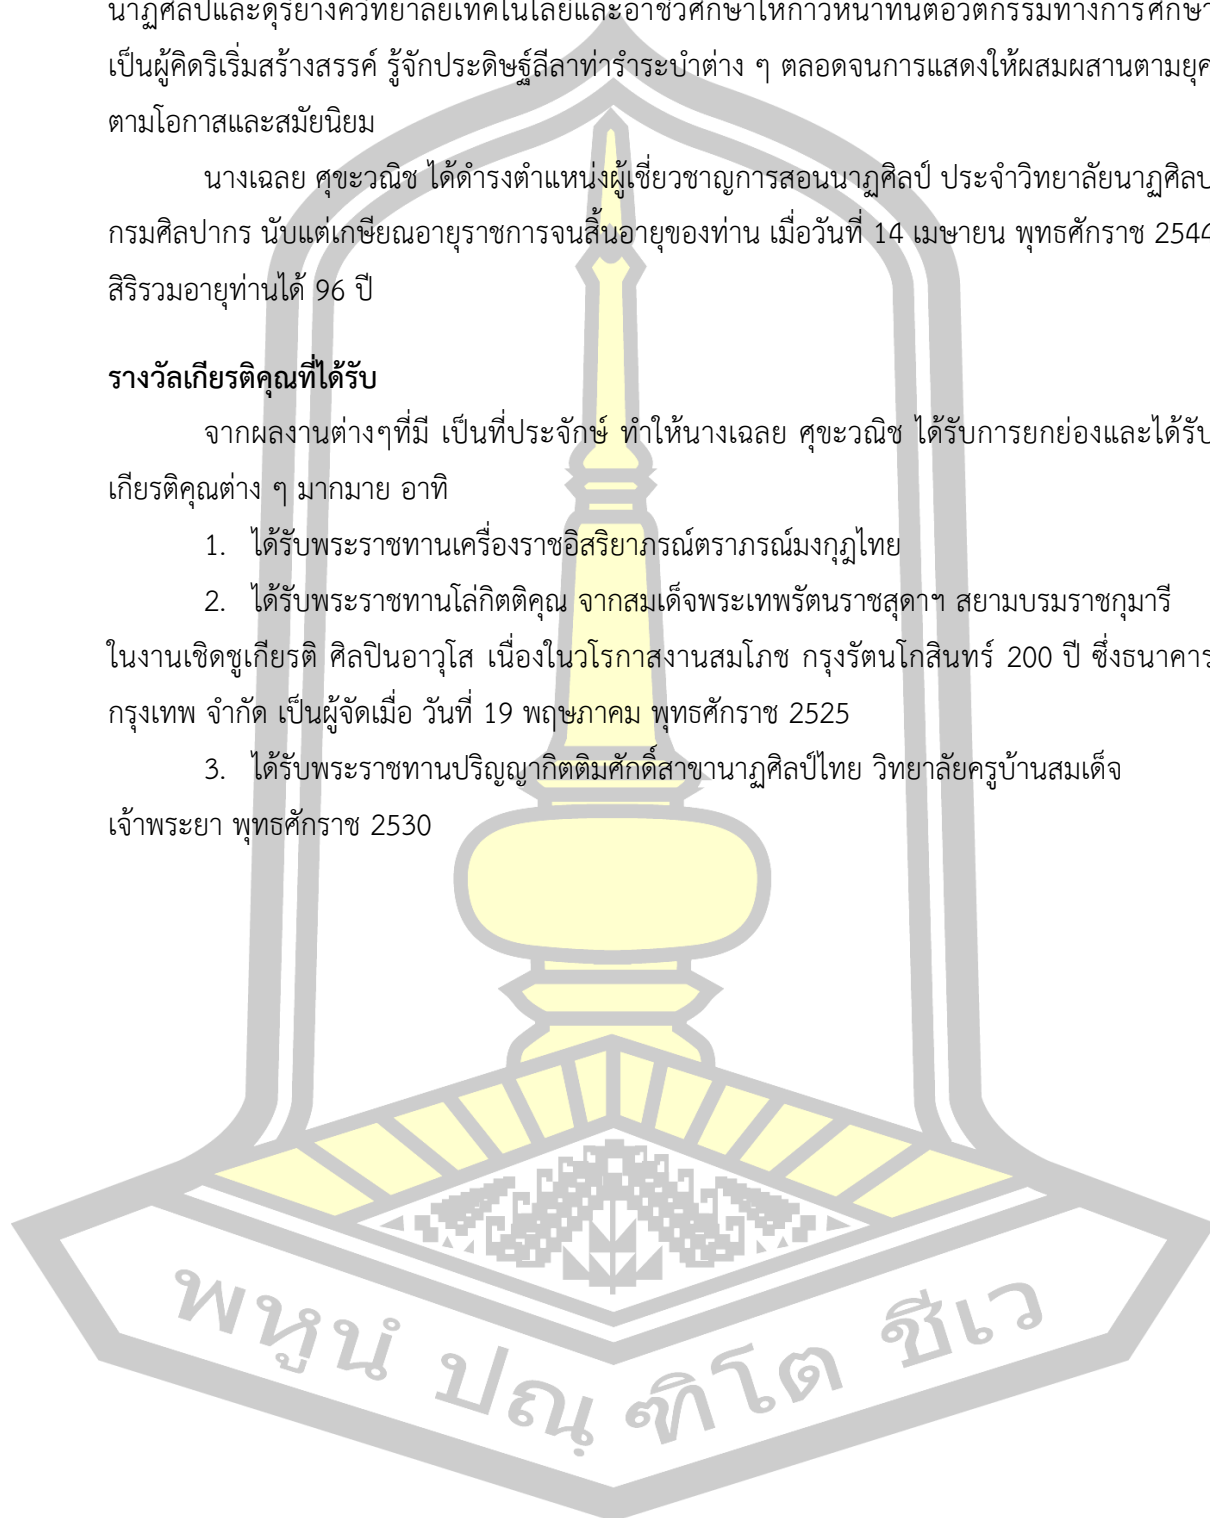 นาฏศิลป์และดุริยางค์วิทยาลัยเทคโนโลยีและอาชีวศึกษาให้ก้าวหน้าทันต่อวัตกรรมทางการศึกษา
เป็นผู้คิดริเริ่มสร้างสรรค์ รู้จักประดิษฐ์ลีลาท่ารำระบำต่าง ๆ ตลอดจนการแสดงให้ผสมผสานตามยุค
ตามโอกาสและสมัยนิยม
นางเฉลย ศุขะวณิช ได้ดำรงตำแหน่งผู้เชี่ยวชาญการสอนนาฏศิลป์ ประจำวิทยาลัยนาฏศิลป
กรมศิลปากร นับแต่เกษียณอายุราชการจนสิ้นอายุของท่าน เมื่อวันที่ 14 เมษายน พุทธศักราช 2544
สิริรวมอายุท่านได้ 96 ปี
รางวัลเกียรติคุณที่ได้รับ
จากผลงานต่างๆที่มี เป็นที่ประจักษ์ ทำให้นางเฉลย ศุขะวณิช ได้รับการยกย่องและได้รับ
เกียรติคุณต่าง ๆ มากมาย อาทิ
1. ได้รับพระราชทานเครื่องราชอิสริยาภรณ์ตราภรณ์มงกุฎไทย
2. ได้รับพระราชทานโล่กิตติคุณ จากสมเด็จพระเทพรัตนราชสุดาฯ สยามบรมราชกุมารี
ในงานเชิดชูเกียรติ ศิลปินอาวุโส เนื่องในวโรกาสงานสมโภช กรุงรัตนโกสินทร์ 200 ปี ซึ่งธนาคาร
กรุงเทพ จำกัด เป็นผู้จัดเมื่อ วันที่ 19 พฤษภาคม พุทธศักราช 2525
3. ได้รับพระราชทานปริญญากิตติมศักดิ์สาขานาฏศิลป์ไทย วิทยาลัยครูบ้านสมเด็จ
เจ้าพระยา พุทธศักราช 2530
พหูนํ ปณฺฑิโต ชีเว